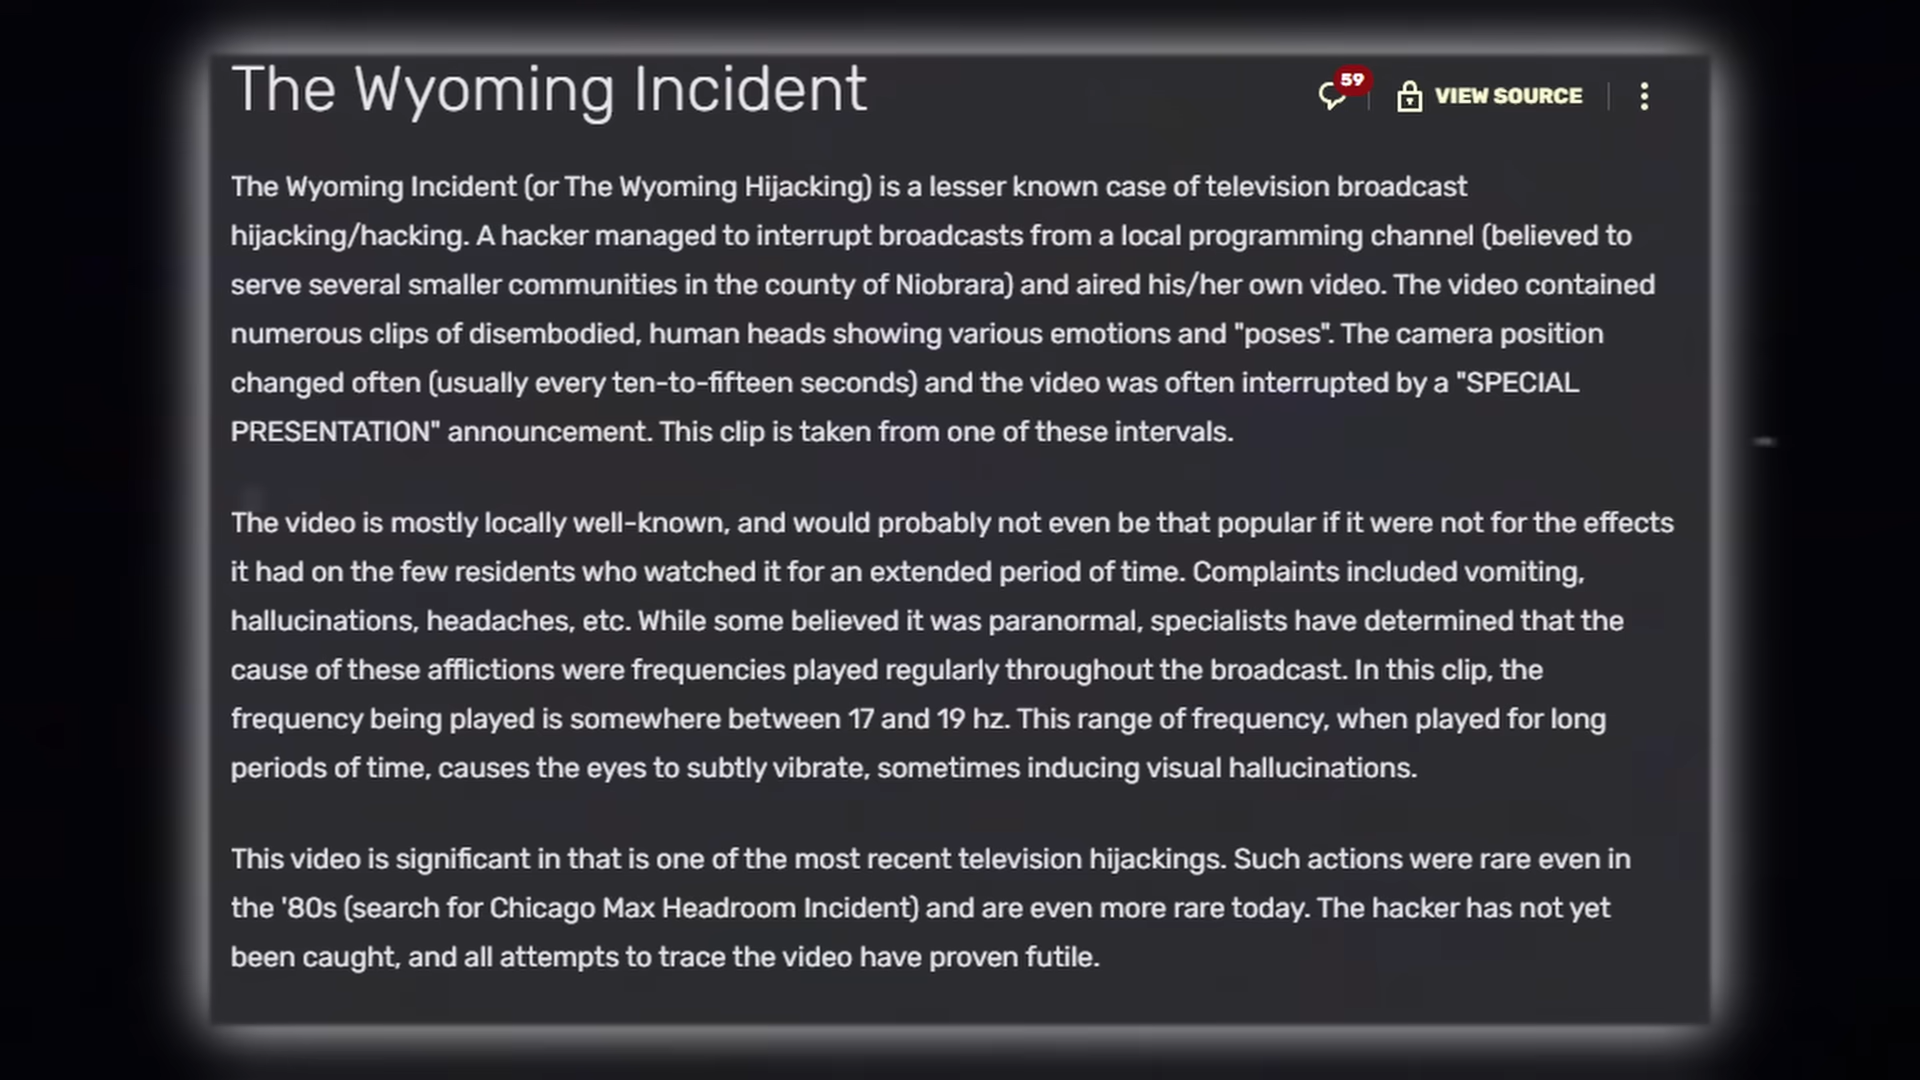 The Wyoming Incident
59
VIEW SOURCE
The Wyoming Incident (or The Wyoming Hijacking) is a lesser known case of television broadcast
hijacking/hacking. A hacker managed to interrupt broadcasts from a local programming channel (believed to
serve several smaller communities in the county of Niobrara) and aired his/her own video. The video contained
numerous clips of disembodied, human heads showing various emotions and "poses". The camera position
changed often (usually every ten-to-fifteen seconds) and the video was often interrupted by a "SPECIAL
PRESENTATION" announcement. This clip is taken from one of these intervals.
The video is mostly locally well-known, and would probably not even be that popular if it were not for the effects
it had on the few residents who watched it for an extended period of time. Complaints included vomiting,
hallucinations, headaches, etc. While some believed it was paranormal, specialists have determined that the
cause of these afflictions were frequencies played regularly throughout the broadcast. In this clip, the
frequency being played is somewhere between 17 and 19 hz. This range of frequency, when played for long
periods of time, causes the eyes to subtly vibrate, sometimes inducing visual hallucinations.
This video is significant in that is one of the most recent television hijackings. Such actions were rare even in
the '80s (search for Chicago Max Headroom Incident) and are even more rare today. The hacker has not yet
been caught, and all attempts to trace the video have proven futile.